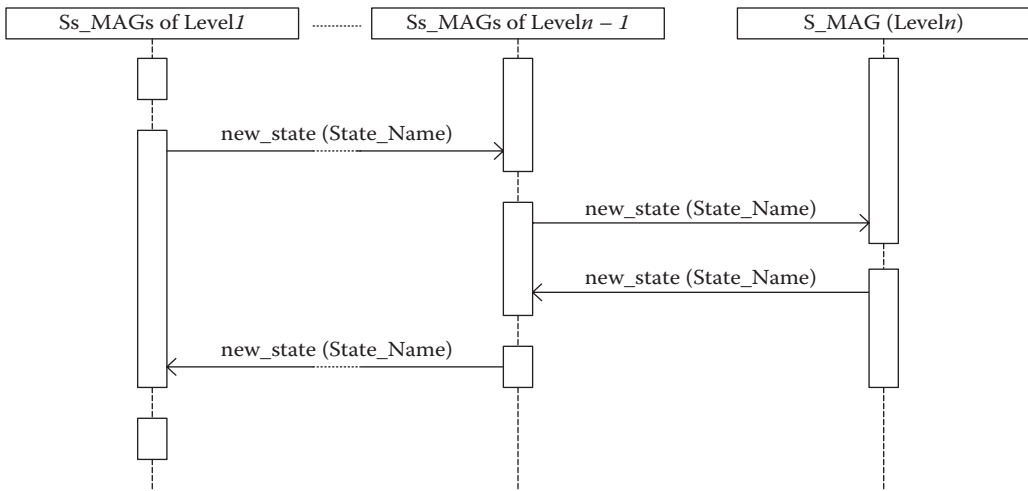 Ss_MAGs of Level1
Ss_MAGs of Leveln – 1
S_MAG (Leveln)
new_state (State_Name)
new_state (State_Name)
new_state (State_Name)
new_state (State_Name)